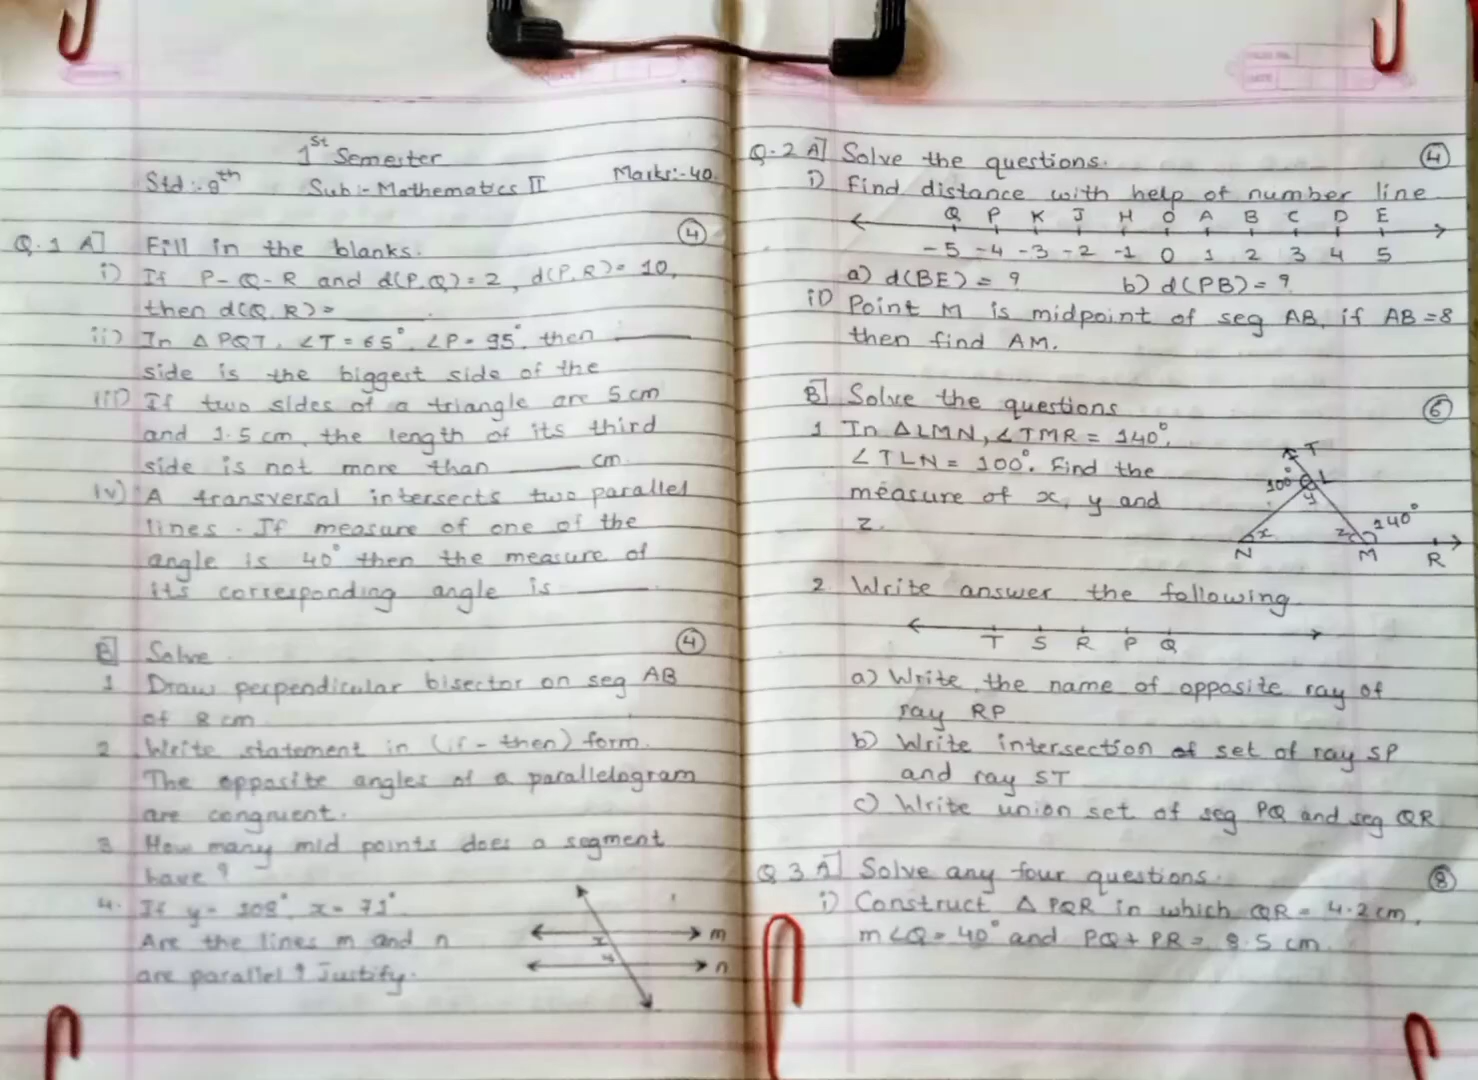 1st Semester
Std :- 9th Sub :- Mathematics II Marks:- 40.
Q.1 A] Fill in the blanks. 4
i) If P-Q-R and d(P,Q)=2, d(P,R)=10,
then d(Q,R)= ______.
ii) In △PQT, ∠T=65°, ∠P=95°, then ______
side is the biggest side of the
iii) If two sides of a triangle are 5 cm
and 1.5 cm, the length of its third
side is not more than ______ cm.
iv) A transversal intersects two parallel
lines. If measure of one of the
angle is 40° then the measure of
its corresponding angle is ______.
B] Solve 4
1 Draw perpendicular bisector on seg AB
of 8 cm
2 Write statement in (if-then) form.
The opposite angles of a parallelogram
are congruent.
3 How many mid points does a segment
have ?
4. If y= 108°, x= 71°.
Are the lines m and n
are parallel ? Justify.
x m
y n
Q.2 A] Solve the questions. 4
i) Find distance with help of number line
Q P K J H O A B C D E
-5 -4 -3 -2 -1 0 1 2 3 4 5
a) d(BE) = ? b) d(PB) = ?
ii) Point M is midpoint of seg AB, if AB=8
then find AM.
B] Solve the questions 6
1 In △LMN, ∠TMR = 140°,
∠TLN = 100°. Find the
measure of x, y and
z.
T
100° L
y
140°
x z
N M R
2. Write answer the following
T S R P Q
a) Write the name of opposite ray of
ray RP
b) Write intersection of set of ray SP
and ray ST
c) Write union set of seg PQ and seg QR
Q 3 A] Solve any four questions. 8
i) Construct △PQR in which QR = 4.2 cm,
m∠Q = 40° and PQ + PR = 8.5 cm.